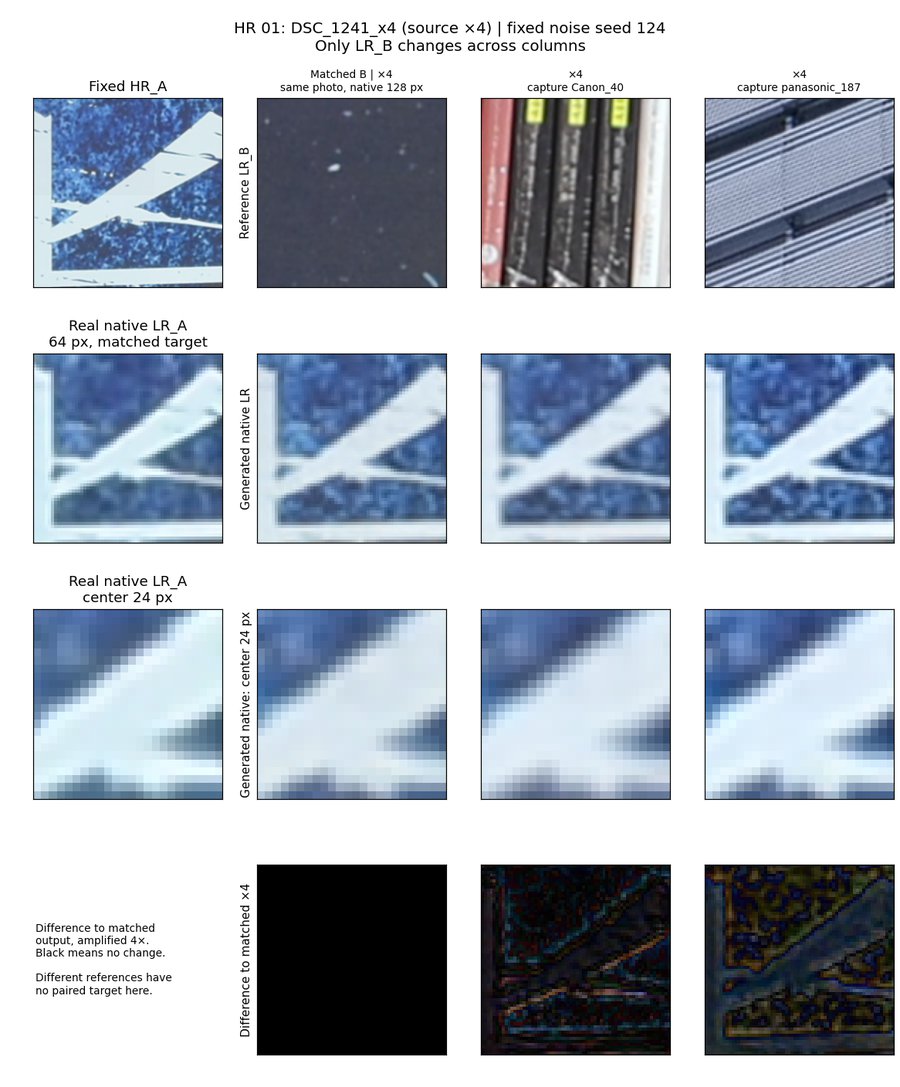 HR 01: DSC_1241_x4 (source ×4) | fixed noise seed 124
Only LR_B changes across columns
Fixed HR_A
Matched B | ×4
same photo, native 128 px
×4
capture Canon_40
×4
capture panasonic_187
Reference LR_B
Real native LR_A
64 px, matched target
Generated native LR
Real native LR_A
center 24 px
Generated native: center 24 px
Difference to matched
output, amplified 4×.
Black means no change.
Different references have
no paired target here.
Difference to matched ×4